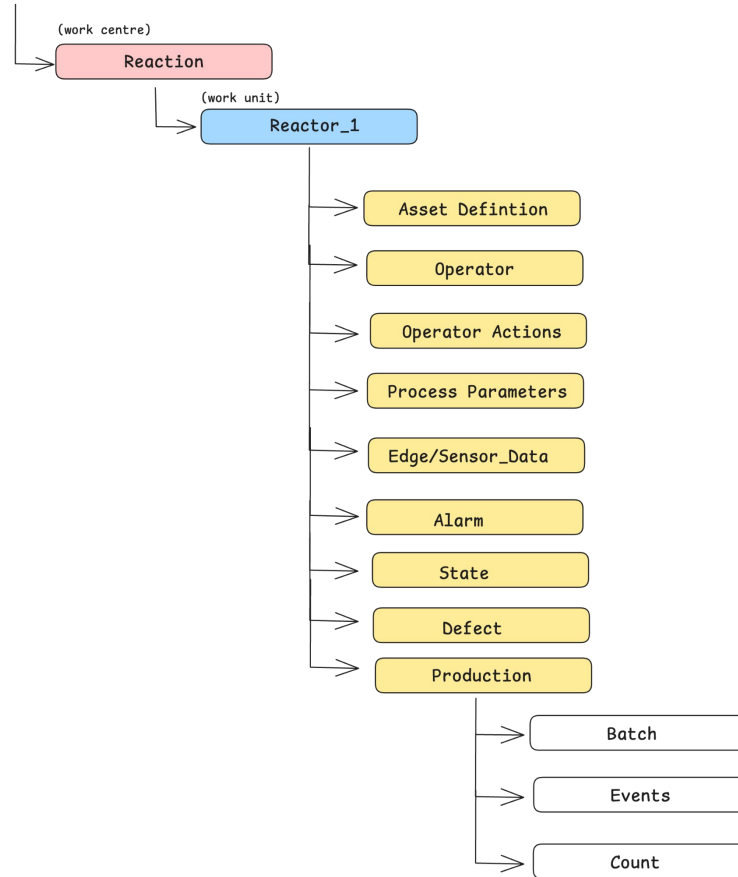 (work centre)
Reaction
(work unit)
Reactor_1
Asset Defintion
Operator
Operator Actions
Process Parameters
Edge/Sensor_Data
Alarm
State
Defect
Production
Batch
Events
Count